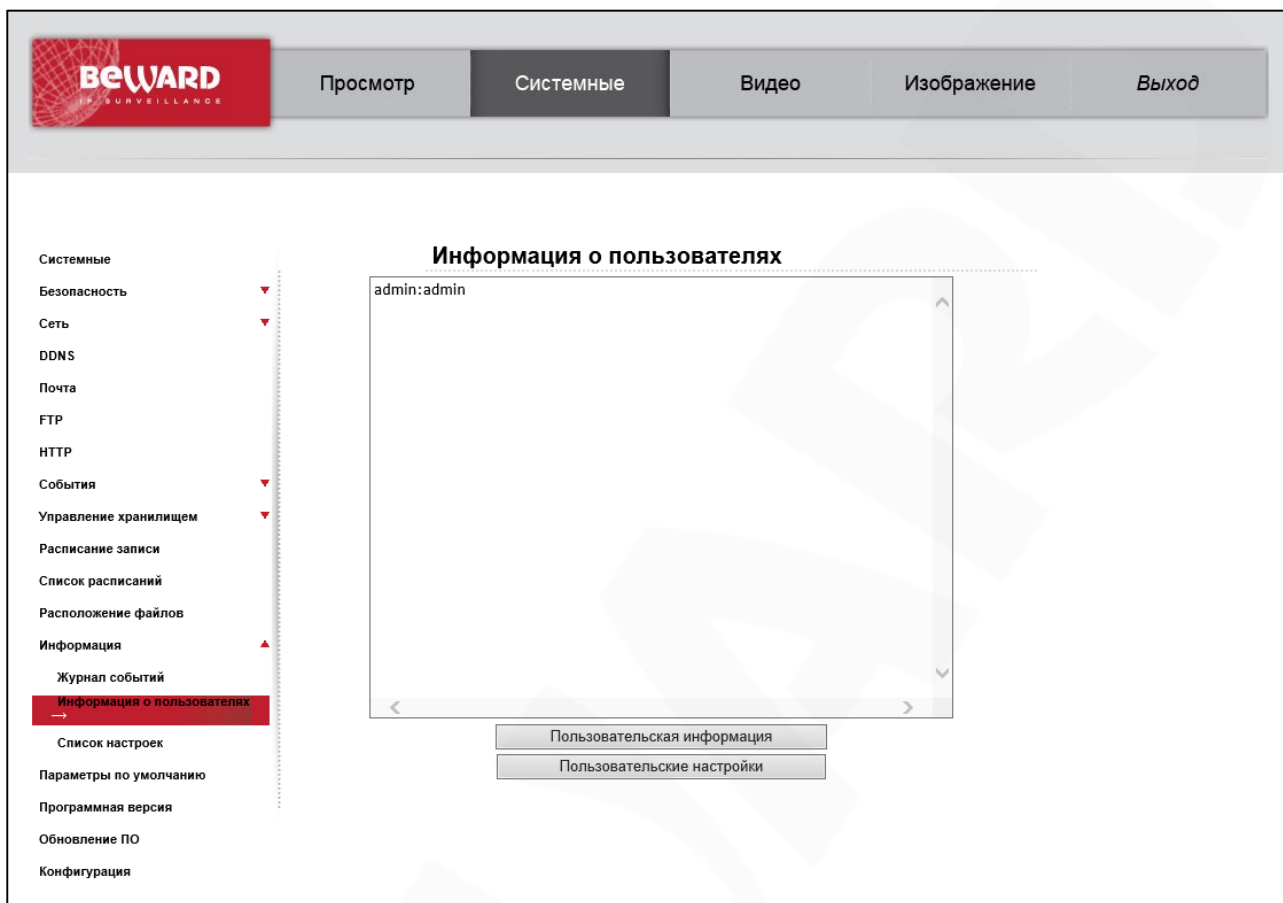 BEWARD
IP SURVEILLANCE
Просмотр
Системные
Видео
Изображение
Выход
Системные
Безопасность
Сеть
DDNS
Почта
FTP
HTTP
События
Управление хранилищем
Расписание записи
Список расписаний
Расположение файлов
Информация
Журнал событий
Информация о пользователях
→
Список настроек
Параметры по умолчанию
Программная версия
Обновление ПО
Конфигурация
Информация о пользователях
admin:admin
Пользовательская информация
Пользовательские настройки